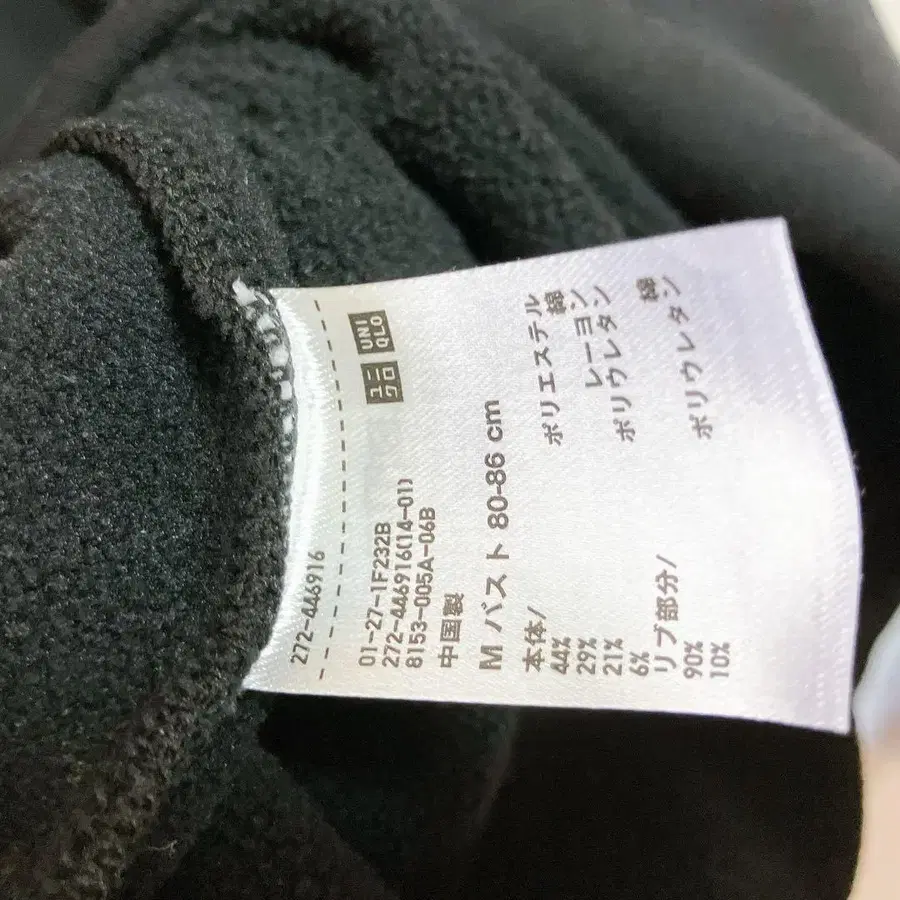 272-446916
ユニクロ
UNIQLO
01-27-1F232B
272-446916(14-01)
8153-005A-06B
中国製
M バスト 80-86 cm
本体/
44% ポリエステル
29% 綿
21% レーヨン
6% ポリウレタン
リブ部分/
90% 綿
10% ポリウレタン